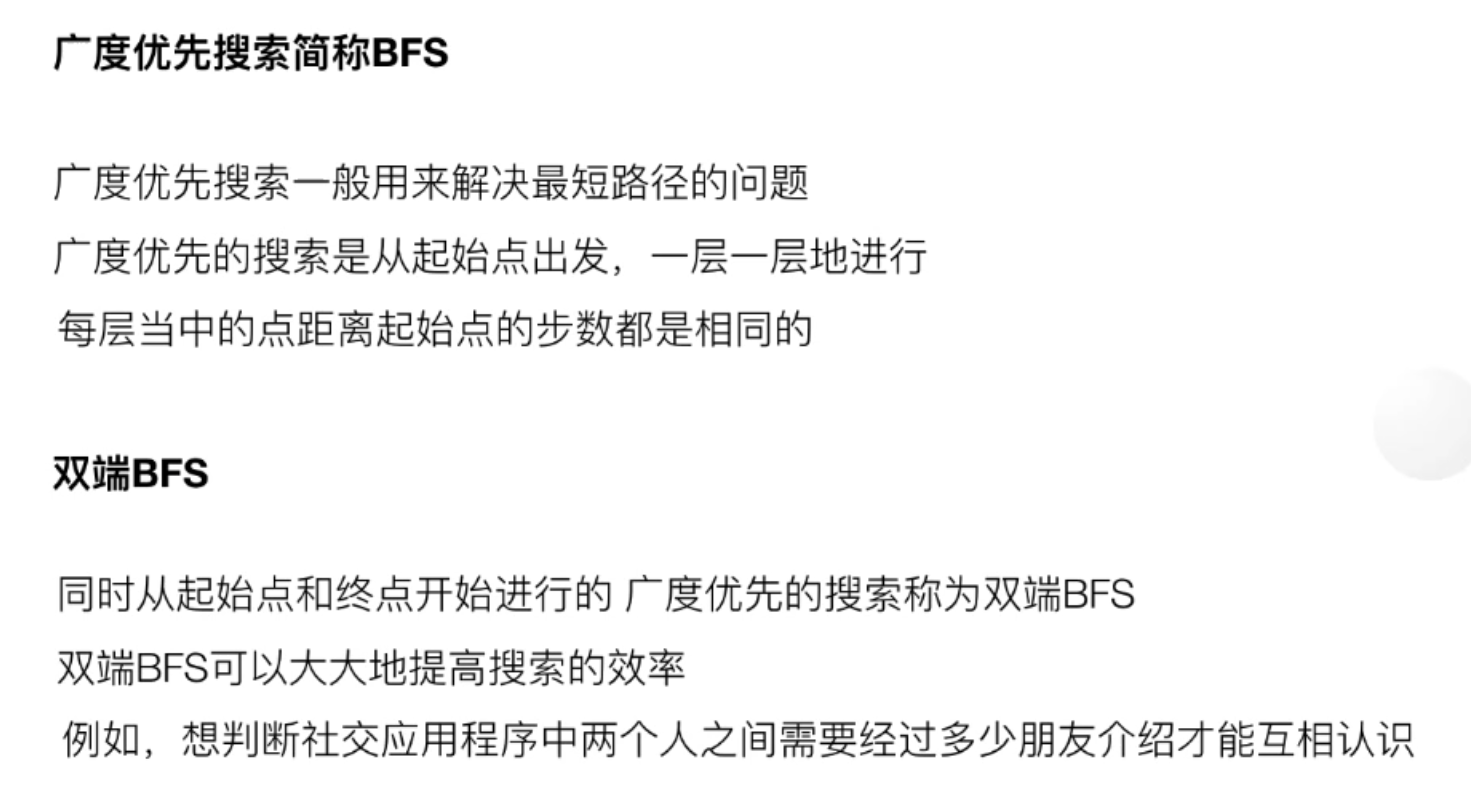 广度优先搜索简称BFS
广度优先搜索一般用来解决最短路径的问题
广度优先的搜索是从起始点出发，一层一层地进行
每层当中的点距离起始点的步数都是相同的
双端BFS
同时从起始点和终点开始进行的 广度优先的搜索称为双端BFS
双端BFS可以大大地提高搜索的效率
例如，想判断社交应用程序中两个人之间需要经过多少朋友介绍才能互相认识